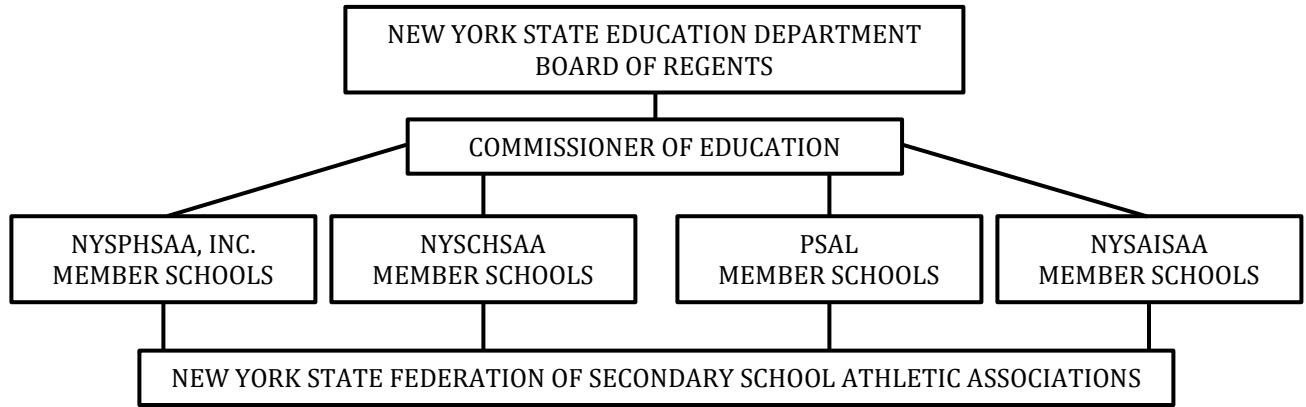 NEW YORK STATE EDUCATION DEPARTMENT
BOARD OF REGENTS
COMMISSIONER OF EDUCATION
NYSPHSAA, INC.
MEMBER SCHOOLS
NYSCHSAA
MEMBER SCHOOLS
PSAL
MEMBER SCHOOLS
NYSAISAA
MEMBER SCHOOLS
NEW YORK STATE FEDERATION OF SECONDARY SCHOOL ATHLETIC ASSOCIATIONS